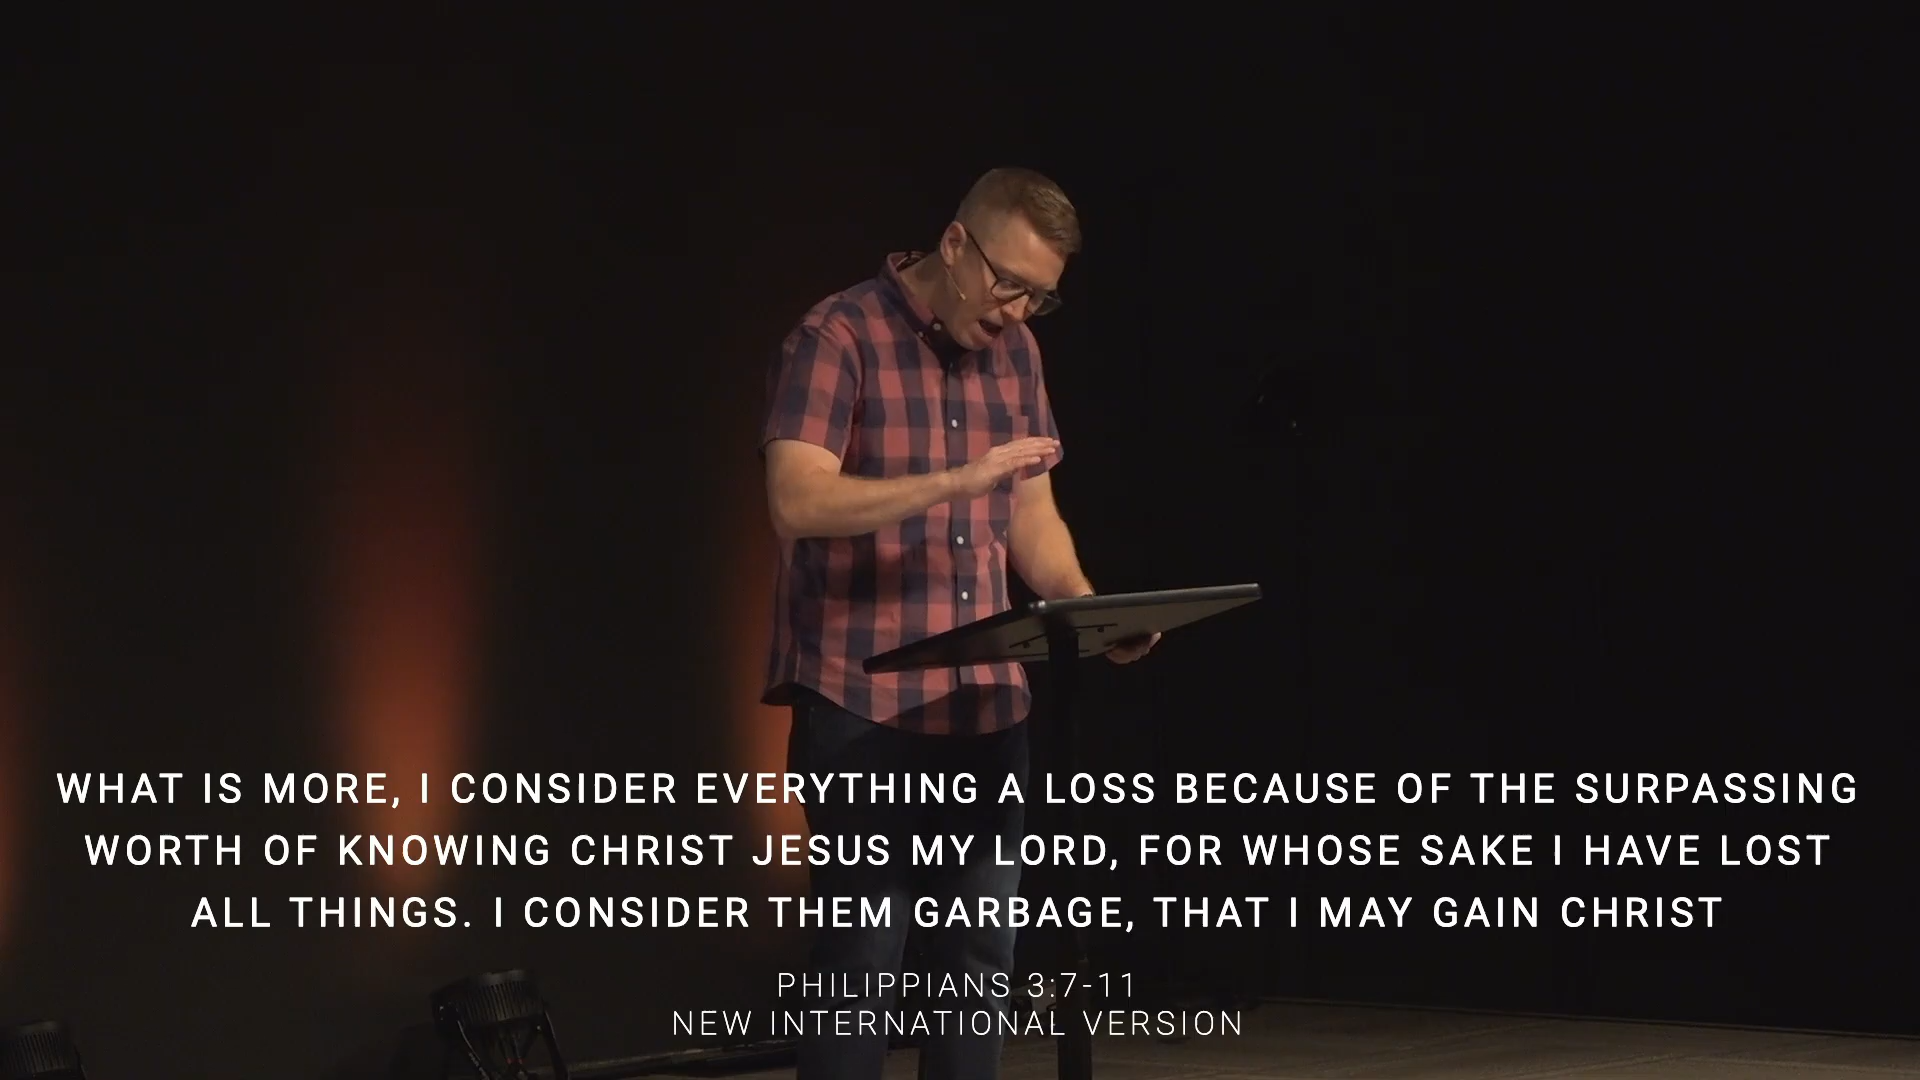 WHAT IS MORE, I CONSIDER EVERYTHING A LOSS BECAUSE OF THE SURPASSING
WORTH OF KNOWING CHRIST JESUS MY LORD, FOR WHOSE SAKE I HAVE LOST
ALL THINGS. I CONSIDER THEM GARBAGE, THAT I MAY GAIN CHRIST
PHILIPPIANS 3:7-11
NEW INTERNATIONAL VERSION